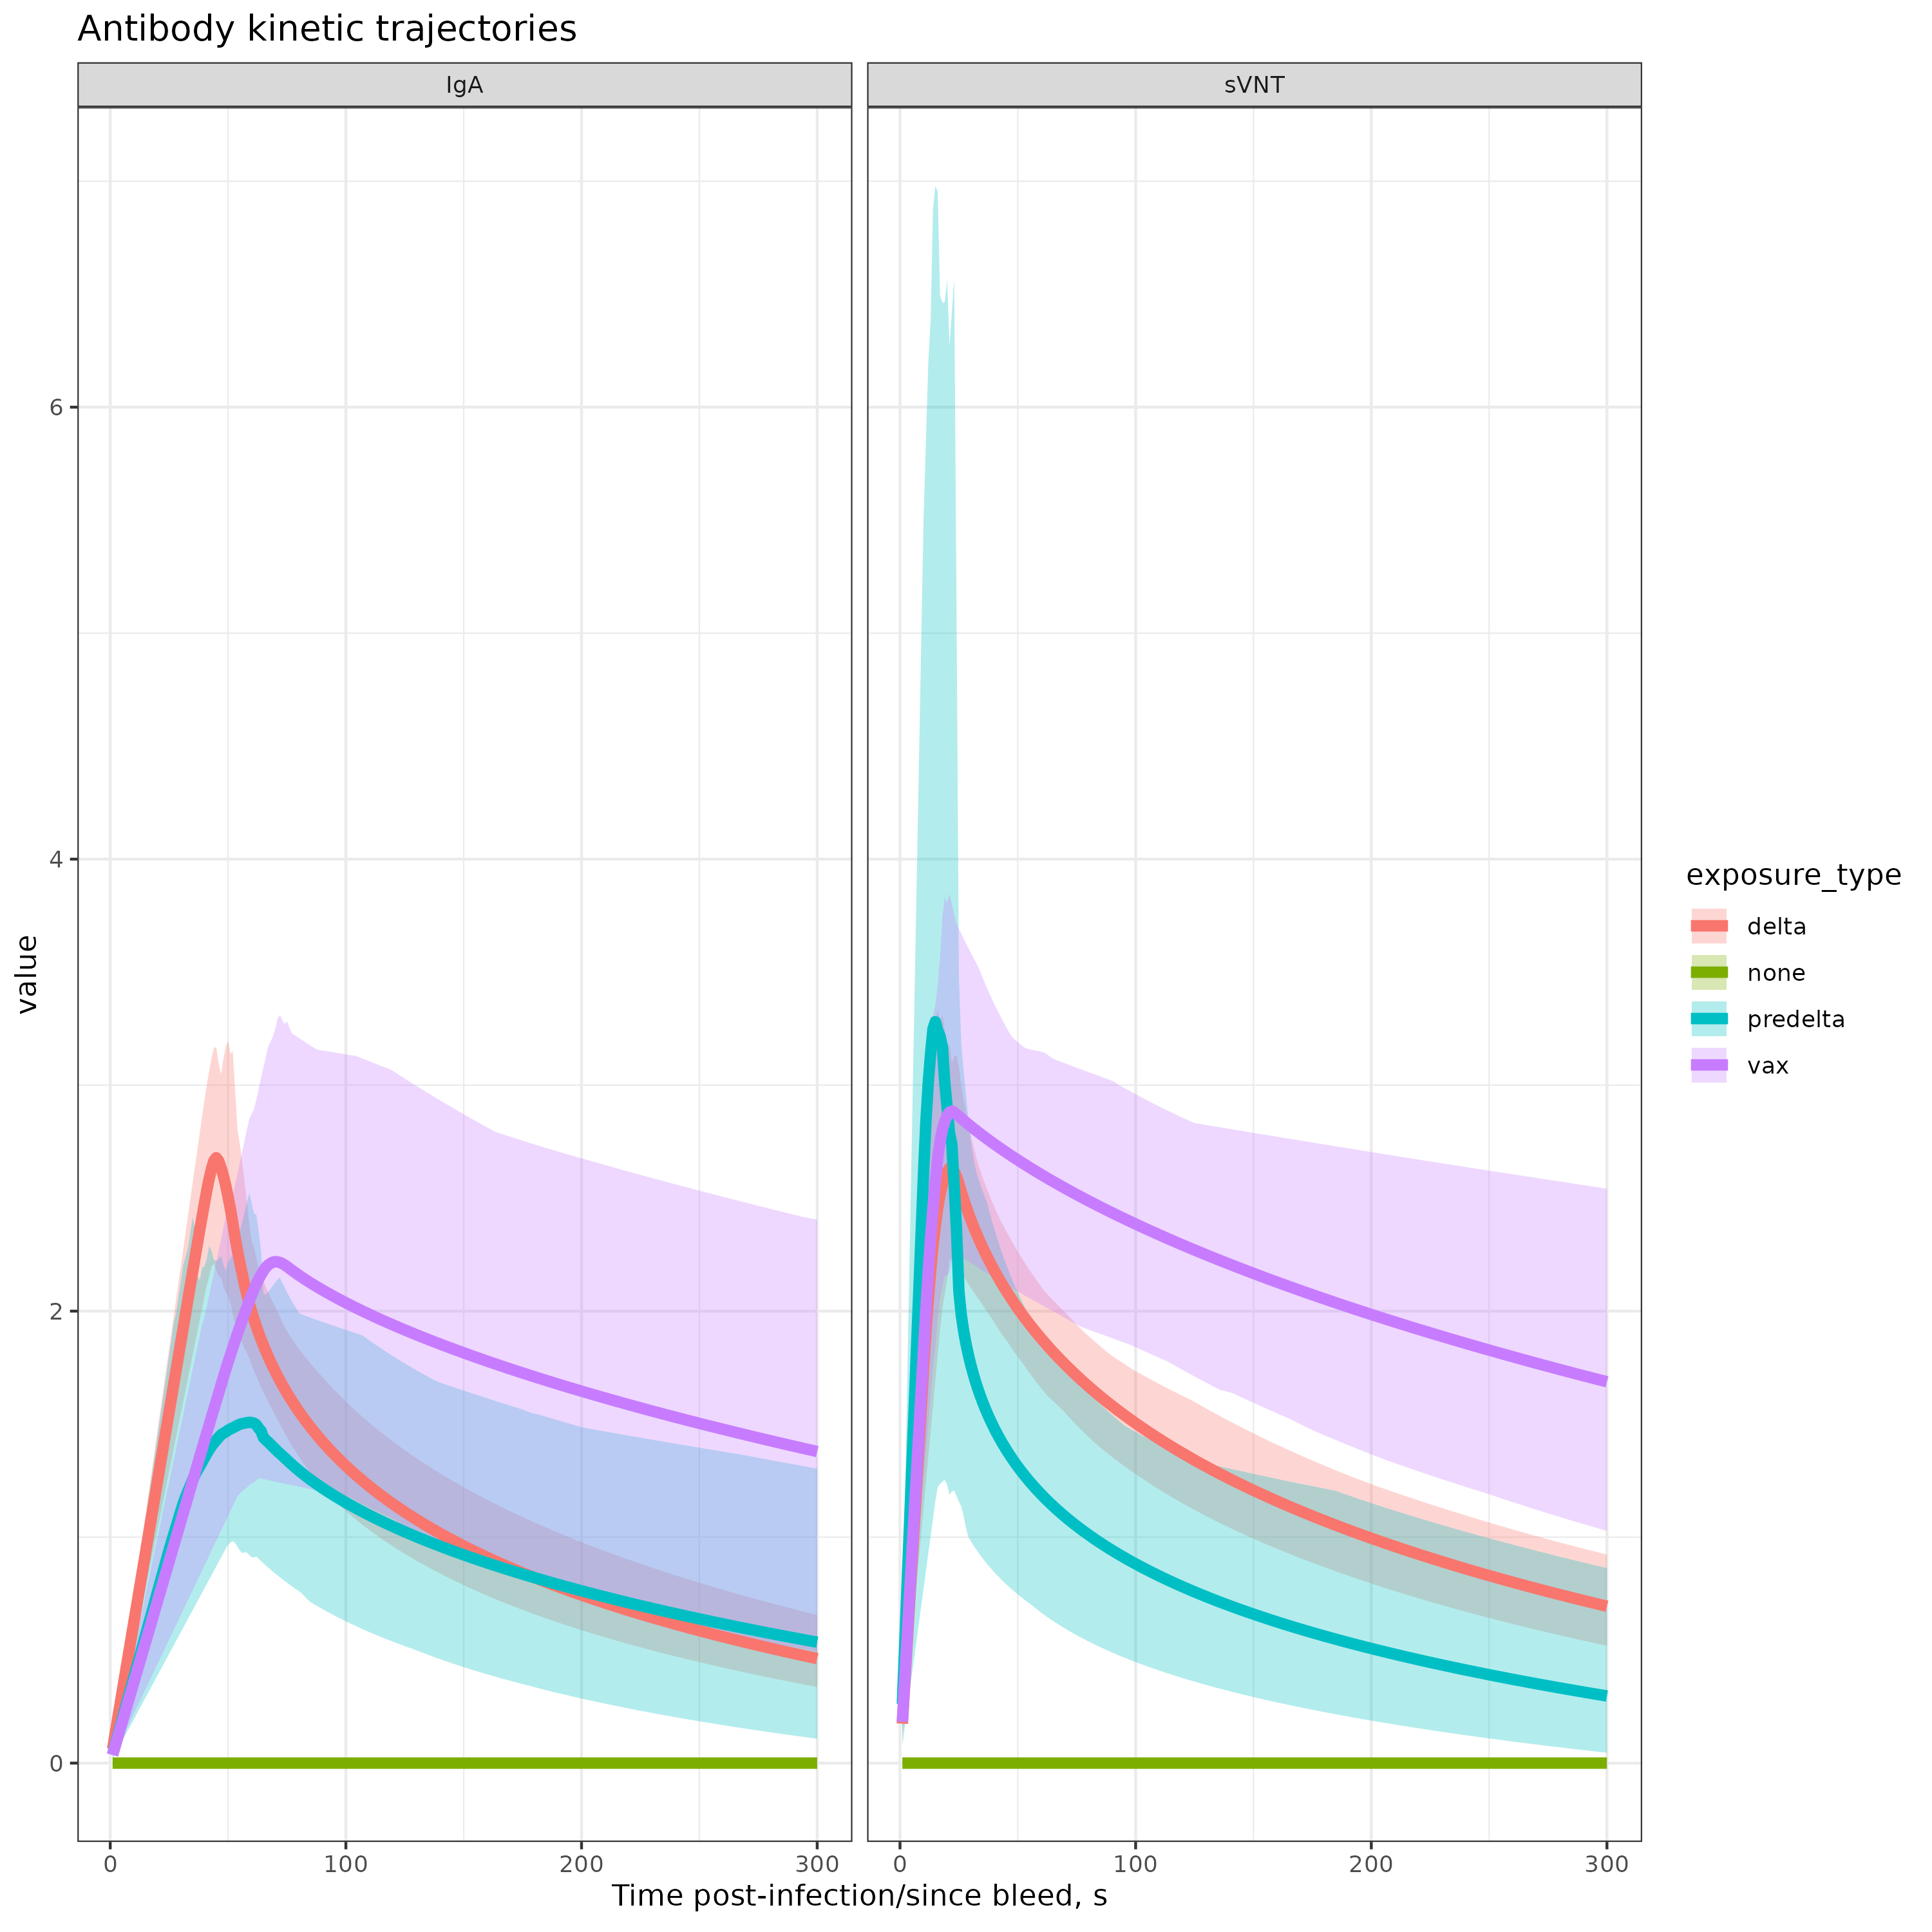 Antibody kinetic trajectories
IgA
sVNT
6
4
2
0
value
0 100 200 300
0 100 200 300
Time post-infection/since bleed, s
exposure_type
delta
none
predelta
vax